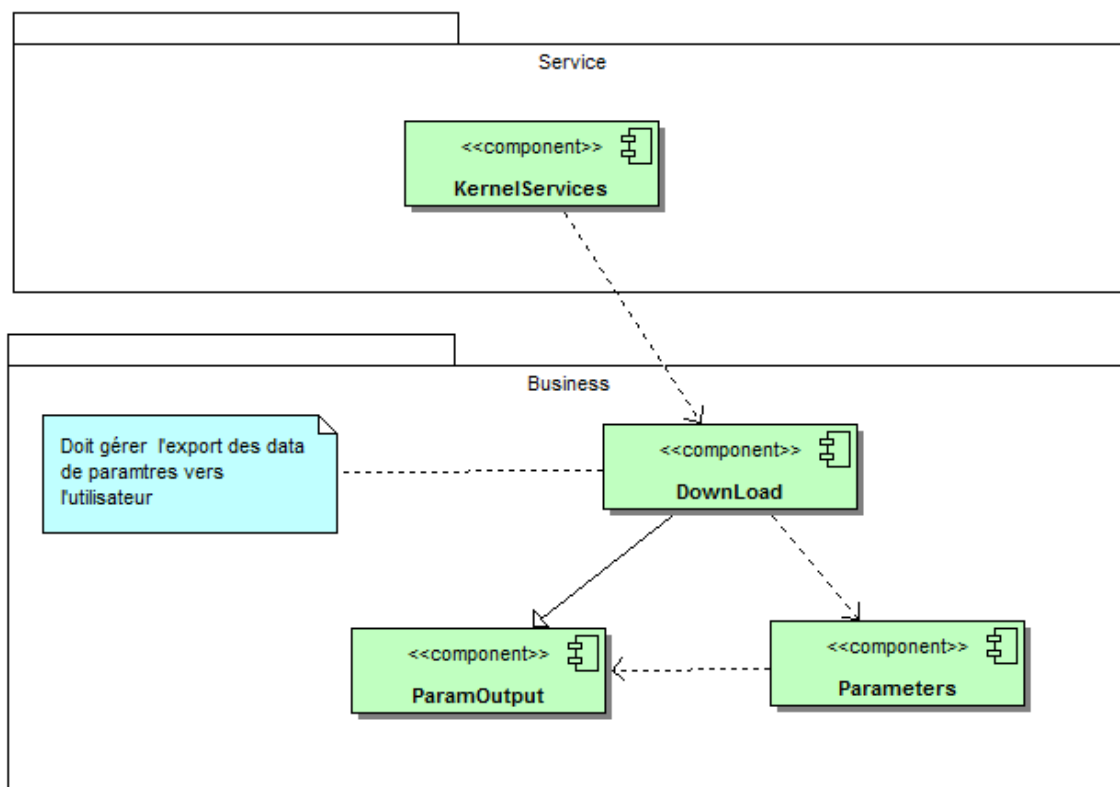 Service
<<component>>
KernelServices
Business
Doit gérer l'export des data
de paramtres vers
l'utilisateur
<<component>>
DownLoad
<<component>>
ParamOutput
<<component>>
Parameters